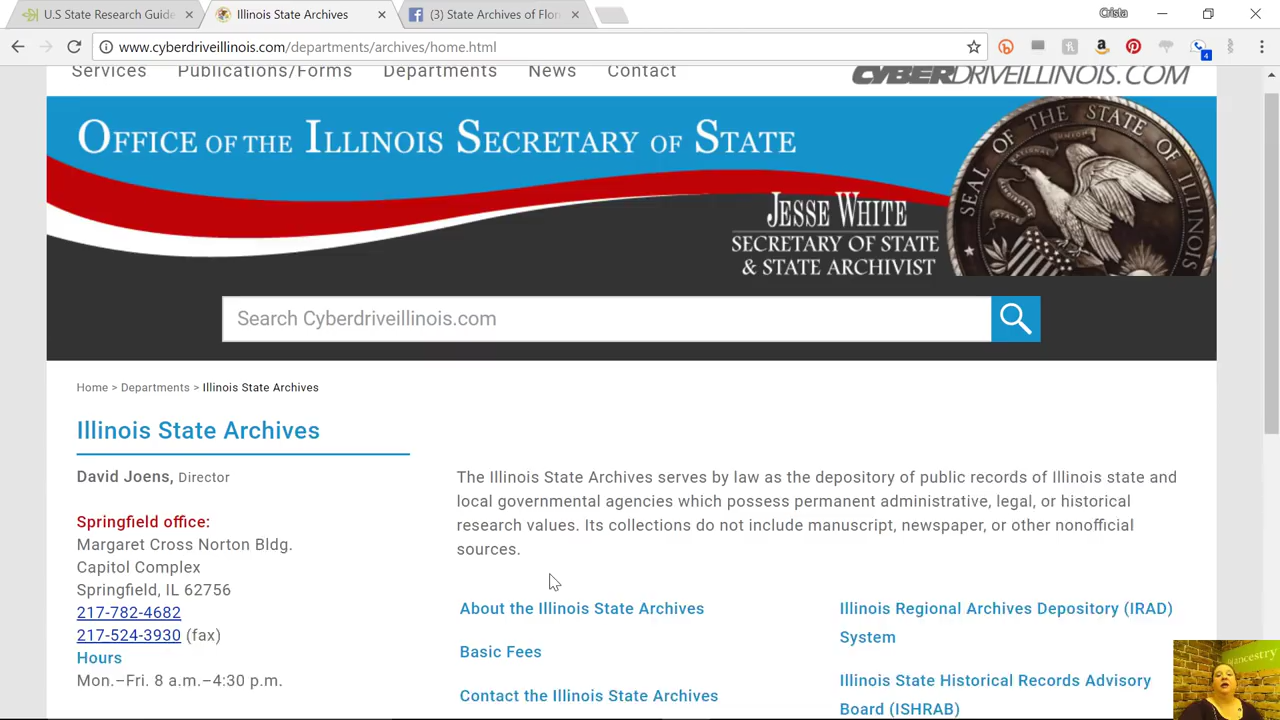 U.S State Research Guide
Illinois State Archives
(3) State Archives of Flor
Crista
www.cyberdriveillinois.com/departments/archives/home.html
4
Services Publications/Forms Departments News Contact
CYBERDRIVEILLINOIS.COM
OFFICE OF THE ILLINOIS SECRETARY OF STATE
JESSE WHITE
SECRETARY OF STATE
& STATE ARCHIVIST
SEAL OF THE STATE OF ILLINOIS
Search Cyberdriveillinois.com
Home > Departments > Illinois State Archives
Illinois State Archives
David Joens, Director
Springfield office:
Margaret Cross Norton Bldg.
Capitol Complex
Springfield, IL 62756
217-782-4682
217-524-3930 (fax)
Hours
Mon.–Fri. 8 a.m.–4:30 p.m.
The Illinois State Archives serves by law as the depository of public records of Illinois state and
local governmental agencies which possess permanent administrative, legal, or historical
research values. Its collections do not include manuscript, newspaper, or other nonofficial
sources.
About the Illinois State Archives
Basic Fees
Contact the Illinois State Archives
Illinois Regional Archives Depository (IRAD)
System
Illinois State Historical Records Advisory
Board (ISHRAB)
ancestry